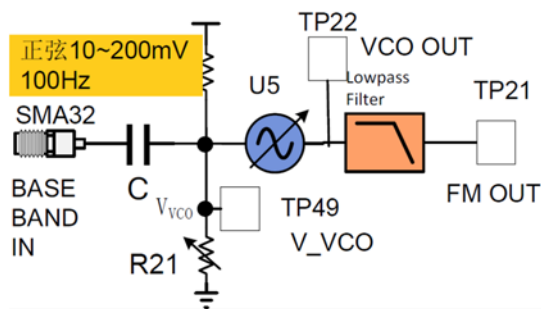 正弦10~200mV
100Hz
TP22
VCO OUT
U5
Lowpass
Filter
TP21
SMA32
BASE
BAND
IN
C
V_VCO
TP49
V_VCO
FM OUT
R21